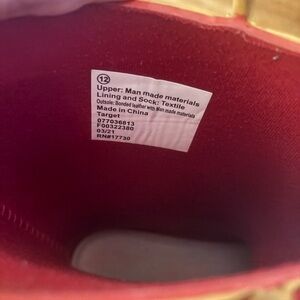 12
Upper: Man made materials
Lining and Sock: Textile
Outsole: Bonded leather with Man made materials
Made in China
Target
077036813
F00322380
03/21
RN#17730